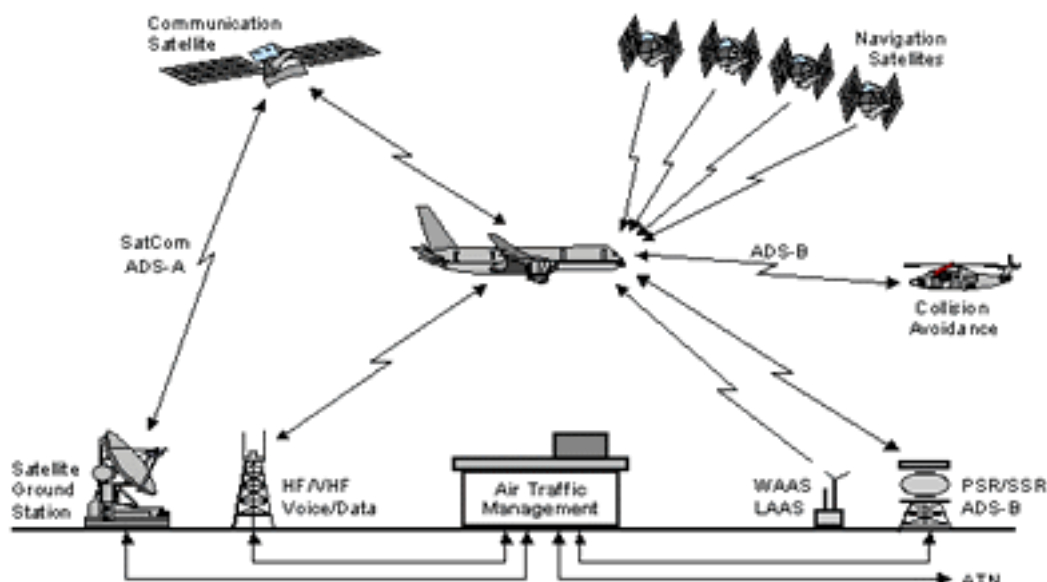 Communication
Satellite
Navigation
Satellites
SatCom
ADS-A
ADS-B
Collision
Avoidance
Satellite
Ground
Station
HF/VHF
Voice/Data
Air Traffic
Management
WAAS
LAAS
PSR/SSR
ADS-B
ATN